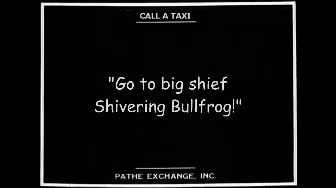 CALL A TAXI
"Go to big shief
Shivering Bullfrog!"
PATHE EXCHANGE, INC.